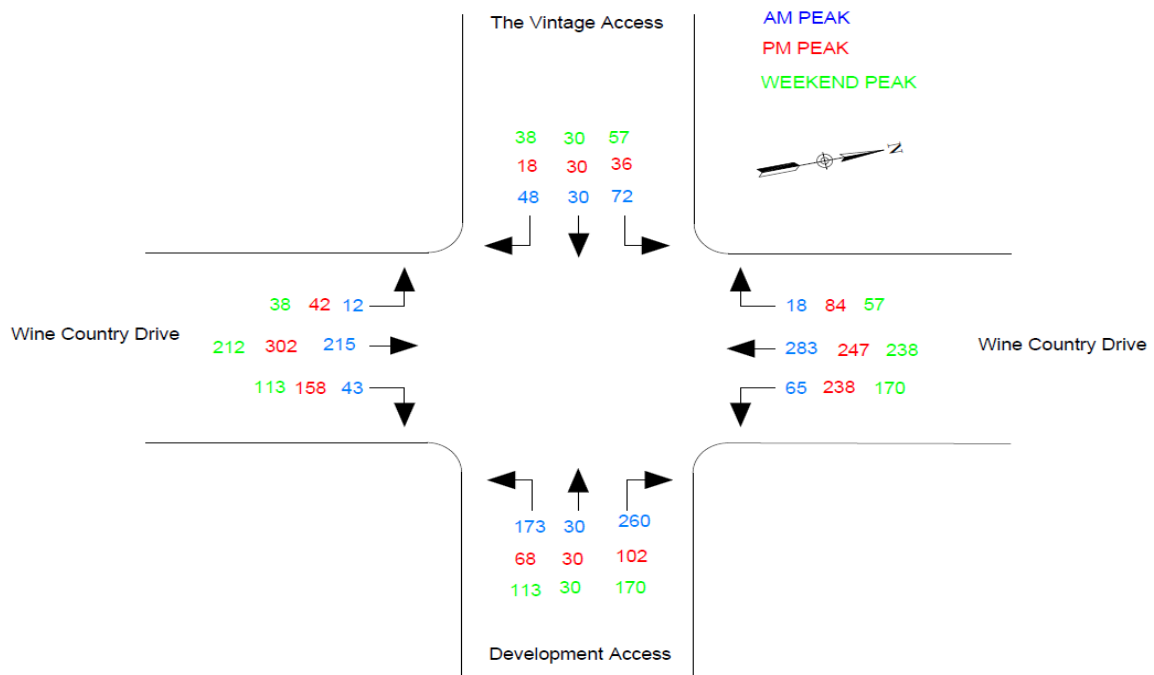 The Vintage Access
AM PEAK
PM PEAK
WEEKEND PEAK
N
38 30 57
18 30 36
48 30 72
38 42 12
18 84 57
Wine Country Drive
212 302 215
283 247 238
Wine Country Drive
113 158 43
65 238 170
173 30 260
68 30 102
113 30 170
Development Access